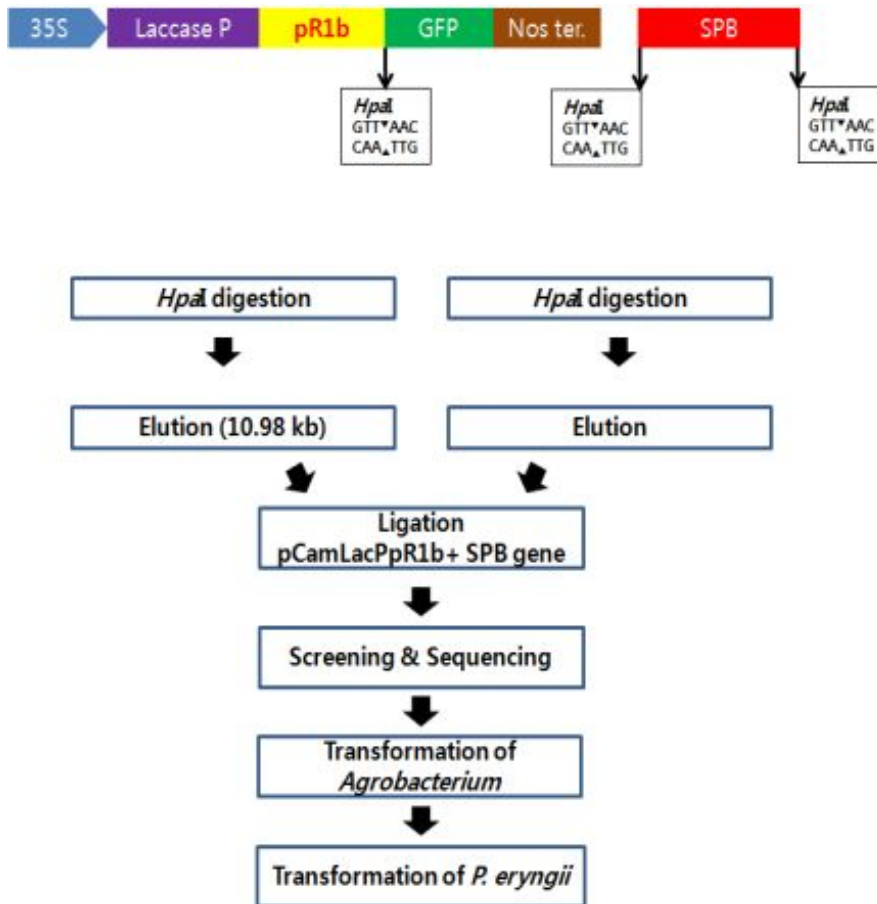 35S Laccase P pR1b GFP Nos ter. SPB
HpaI HpaI HpaI
GTT▼AAC GTT▼AAC GTT▼AAC
CAA▲TTG CAA▲TTG CAA▲TTG
HpaI digestion HpaI digestion
Elution (10.98 kb) Elution
Ligation
pCamLacPpR1b + SPB gene
Screening & Sequencing
Transformation of
Agrobacterium
Transformation of P. eryngii